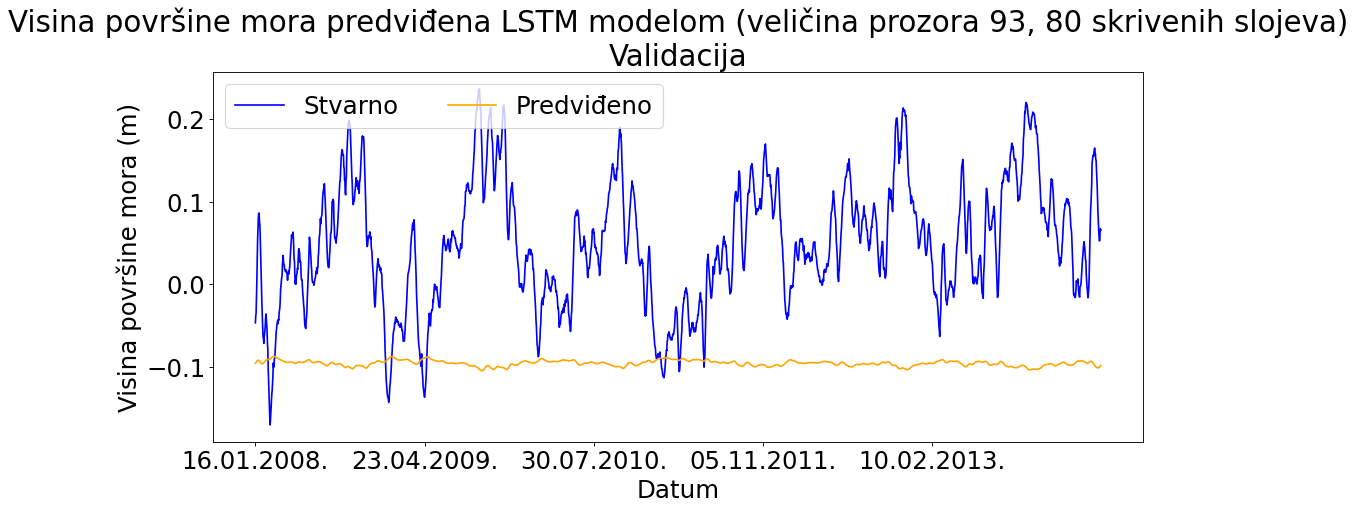 Visina površine mora predviđena LSTM modelom (veličina prozora 93, 80 skrivenih slojeva)
Validacija
Stvarno Predviđeno
Visina površine mora (m)
0.2
0.1
0.0
−0.1
16.01.2008. 23.04.2009. 30.07.2010. 05.11.2011. 10.02.2013.
Datum